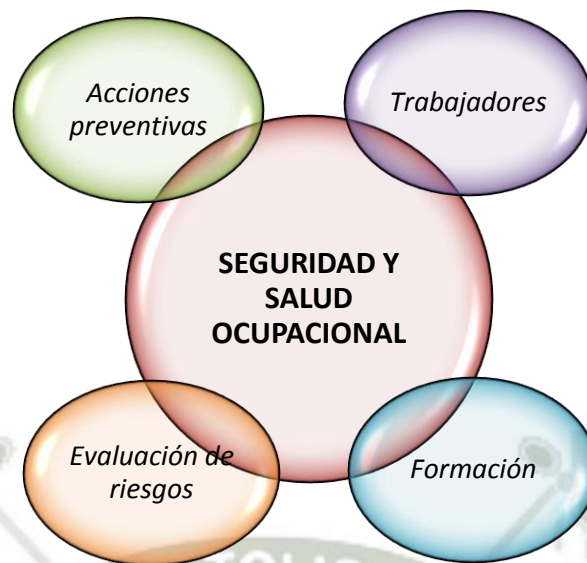 Acciones
preventivas
Trabajadores
SEGURIDAD Y
SALUD
OCUPACIONAL
Evaluación de
riesgos
Formación